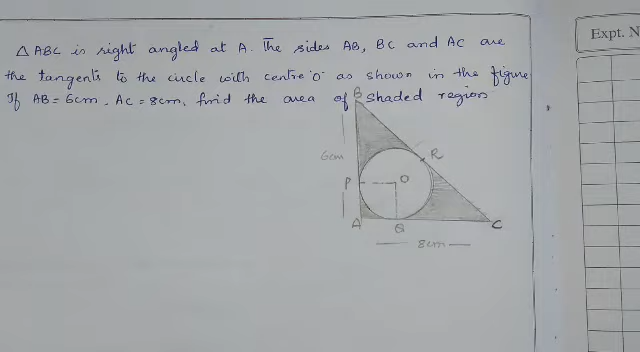 △ ABC is right angled at A. The sides AB, BC and AC are
the tangents to the circle with centre 'O' as shown in the figure
If AB = 6cm, AC = 8cm, find the area of shaded region
B
6cm
R
P
O
A
Q
C
8cm
Expt. N